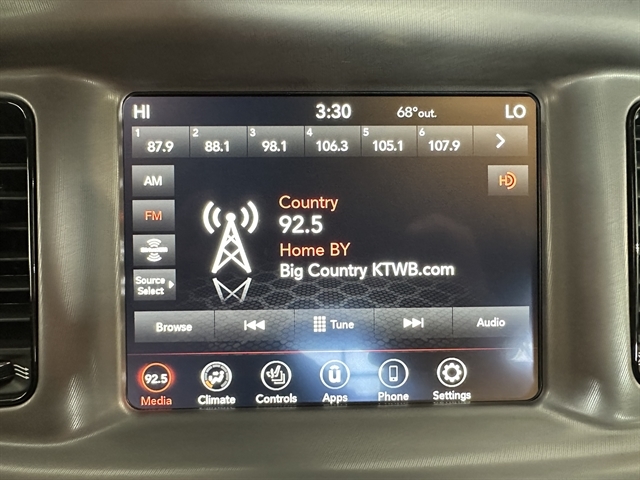 HI 3:30 68°out. LO
1 87.9 2 88.1 3 98.1 4 106.3 5 105.1 6 107.9
AM
HD
Country
FM
92.5
Home BY
Big Country KTWB.com
Source
Select
Browse Tune Audio
92.5
Media Climate Controls Apps Phone Settings